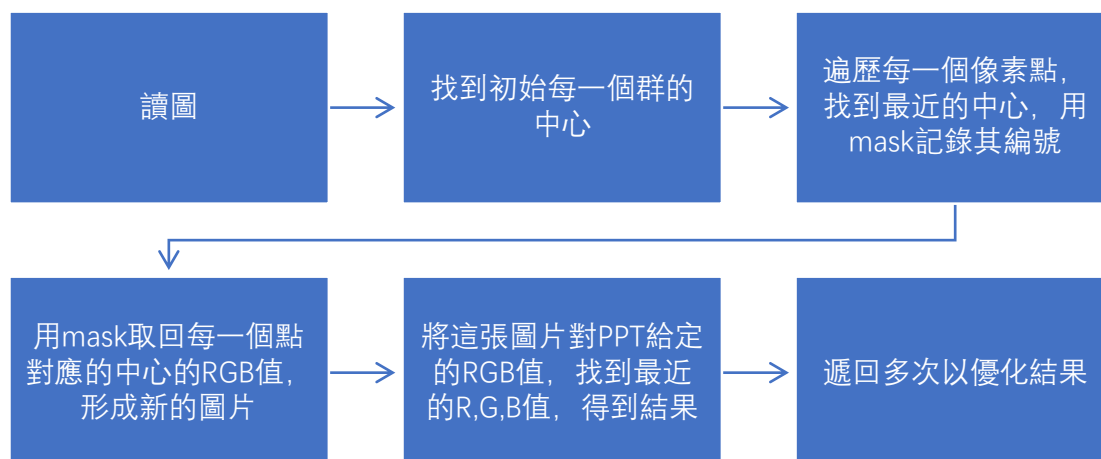 讀圖
找到初始每一個群的
中心
遍歷每一個像素點，
找到最近的中心，用
mask記錄其編號
用mask取回每一個點
對應的中心的RGB值，
形成新的圖片
將這張圖片對PPT給定
的RGB值，找到最近
的R,G,B值，得到結果
遞回多次以優化結果